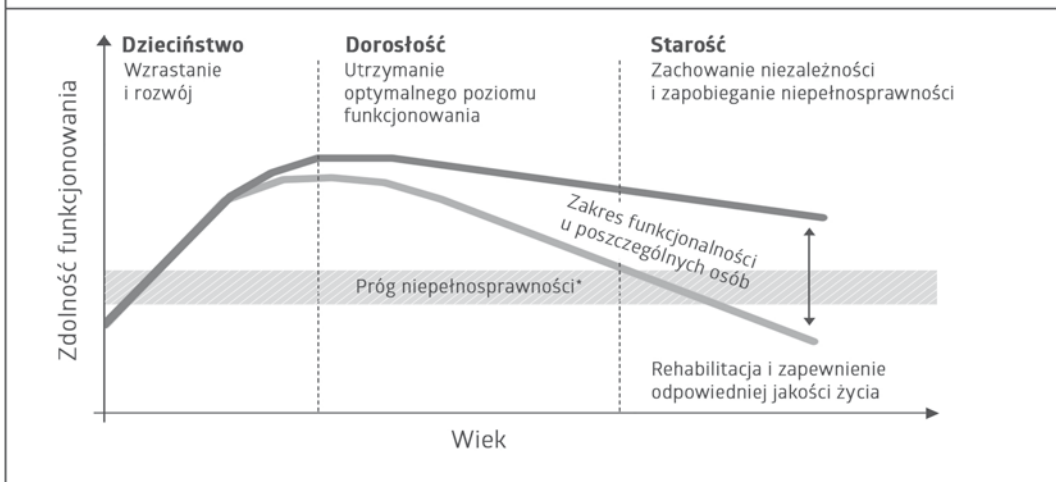 Dzieciństwo
Wzrastanie
i rozwój
Dorosłość
Utrzymanie
optymalnego poziomu
funkcjonowania
Starość
Zachowanie niezależności
i zapobieganie niepełnosprawności
Zdolność funkcjonowania
Zakres funkcjonalności
u poszczególnych osób
Próg niepełnosprawności*
Rehabilitacja i zapewnienie
odpowiedniej jakości życia
Wiek